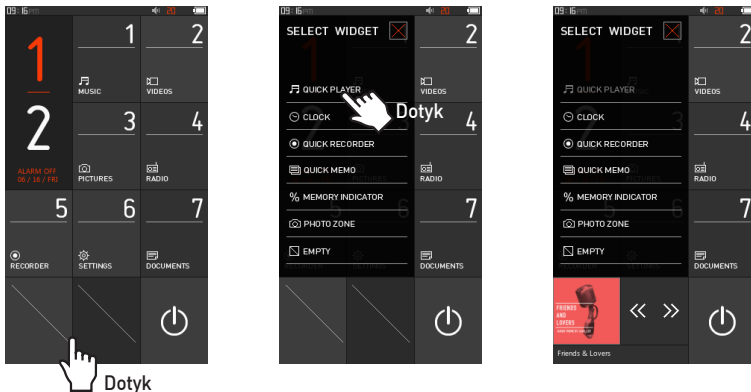 09:16pm 20
1 1 2
MUSIC VIDEOS
2 3 4
ALARM OFF
06 / 16 / FRI
PICTURES RADIO
5 6 7
RECORDER SETTINGS DOCUMENTS
Dotyk
09:16pm 20
SELECT WIDGET 2
QUICK PLAYER VIDEOS
Dotyk
CLOCK 4
QUICK RECORDER
QUICK MEMO RADIO
% MEMORY INDICATOR 7
PHOTO ZONE
EMPTY DOCUMENTS
09:16pm 20
SELECT WIDGET 2
QUICK PLAYER VIDEOS
CLOCK 4
QUICK RECORDER
QUICK MEMO RADIO
% MEMORY INDICATOR 7
PHOTO ZONE
EMPTY DOCUMENTS
FRIENDS
AND
LOVERS
Friends & Lovers